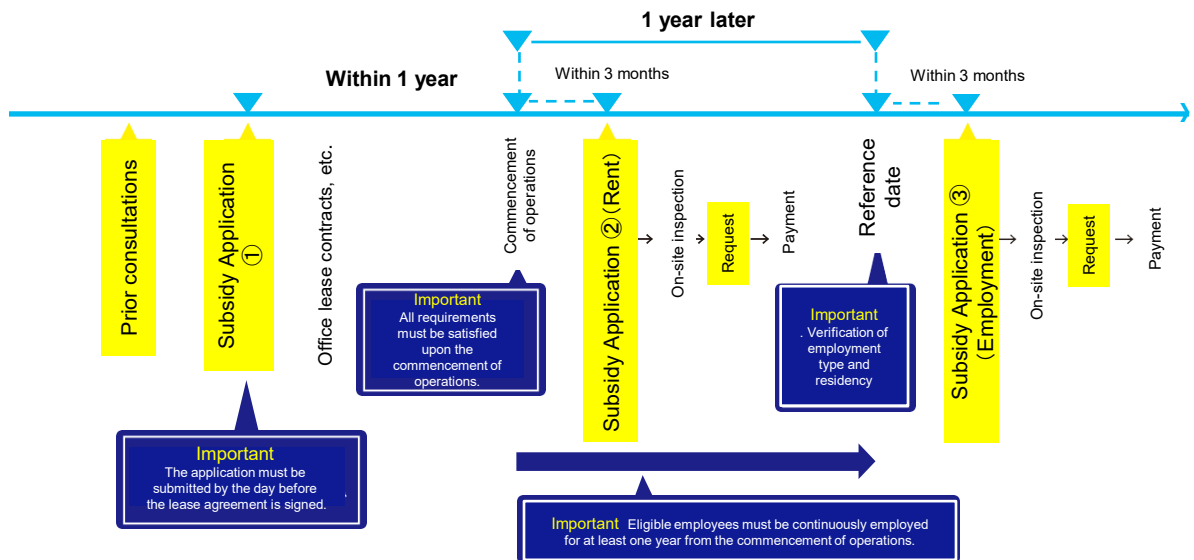 1 year later
Within 1 year
Within 3 months
Within 3 months
Prior consultations
Subsidy Application
①
Office lease contracts, etc.
Commencement
of operations
Subsidy Application ②(Rent)
On-site inspection
Request
Payment
Reference
date
Subsidy Application ③
(Employment)
On-site inspection
Request
Payment
Important
All requirements
must be satisfied
upon the
commencement of
operations.
Important
. Verification of
employment
type and
residency
Important
The application must be
submitted by the day before
the lease agreement is signed.
Important Eligible employees must be continuously employed
for at least one year from the commencement of operations.